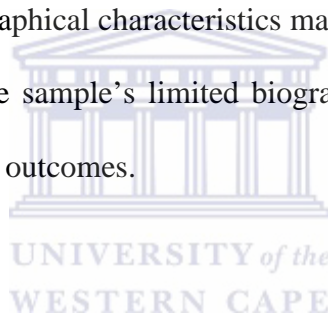 aphical characteristics ma
e sample’s limited biogra
outcomes.
UNIVERSITY of the
WESTERN CAPE